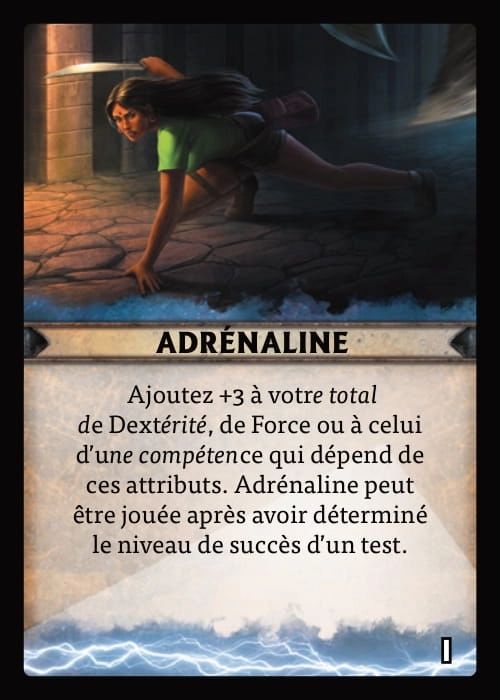 ADRÉNALINE
Ajoutez +3 à votre total
de Dextérité, de Force ou à celui
d'une compétence qui dépend de
ces attributs. Adrénaline peut
être jouée après avoir déterminé
le niveau de succès d'un test.